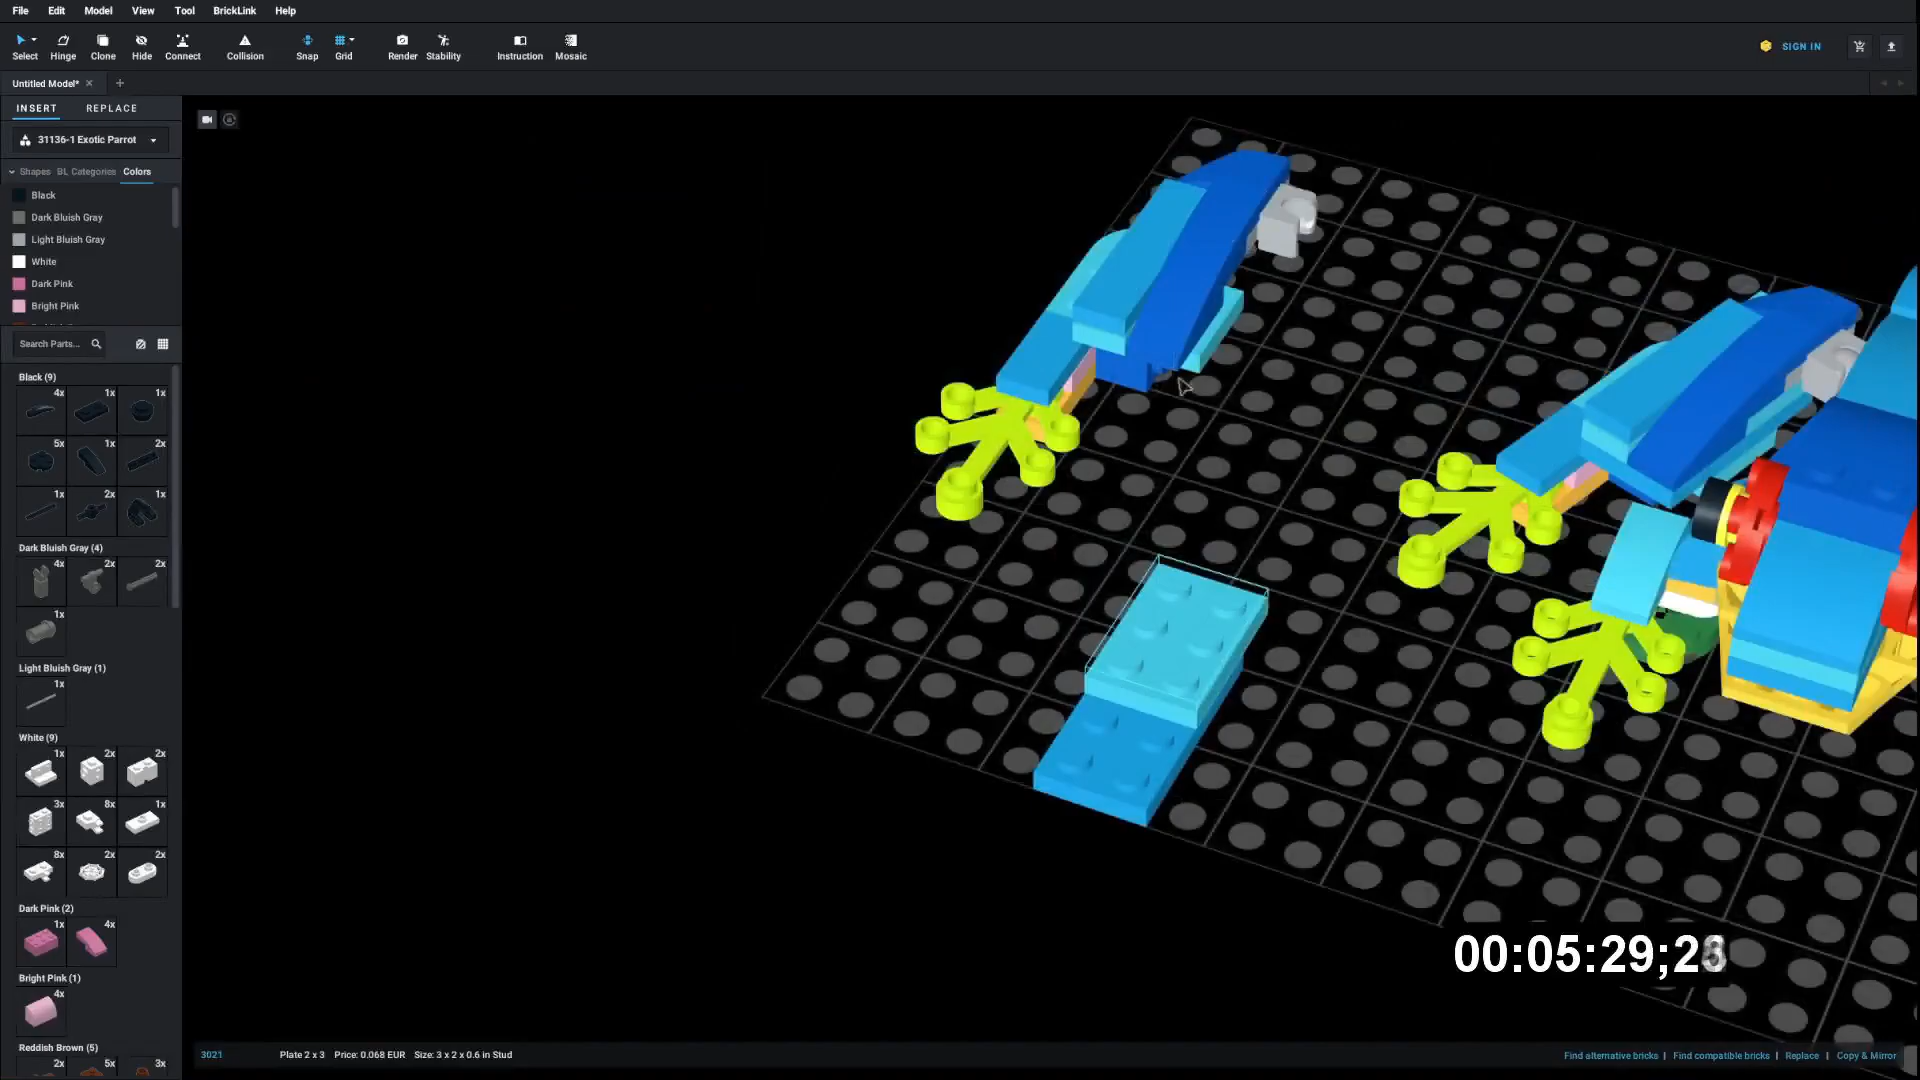 File Edit Model View Tool BrickLink Help
Select Hinge Clone Hide Connect Collision Snap Grid Render Stability Instruction Mosaic SIGN IN
Untitled Model*
INSERT REPLACE
31136-1 Exotic Parrot
Shapes BL Categories Colors
Black
Dark Bluish Gray
Light Bluish Gray
White
Dark Pink
Bright Pink
Search Parts...
Black (9)
4x 1x 1x
5x 1x 2x
1x 2x 1x
Dark Bluish Gray (4)
4x 2x 2x
1x
Light Bluish Gray (1)
1x
White (9)
1x 2x 2x
3x 8x 1x
8x 2x 2x
Dark Pink (2)
1x 4x
Bright Pink (1)
4x
Reddish Brown (5)
2x 5x 3x
00:05:29;2
3021 Plate 2 x 3 Price: 0.068 EUR Size: 3 x 2 x 0.6 in Stud
Find alternative bricks | Find compatible bricks | Replace | Copy & Mirror